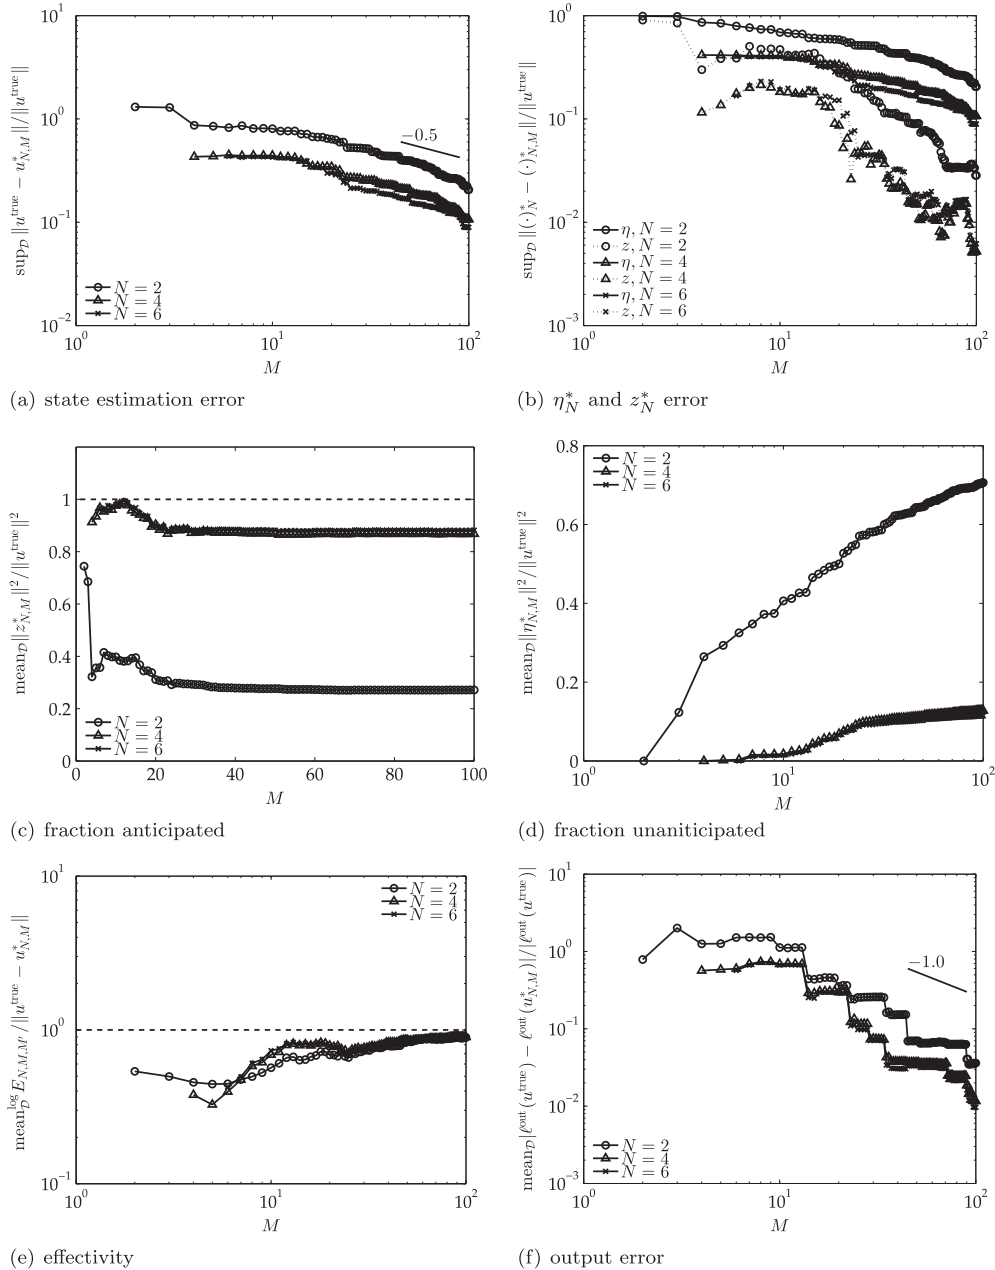 10^1
10^0
10^-1
10^-2
10^0
10^1
10^2
sup_𝒟 ||u^true − u*_N,M||/||u^true||
M
−0.5
N = 2
N = 4
N = 6
(a) state estimation error
10^0
10^-1
10^-2
10^-3
10^0
10^1
10^2
sup_𝒟 ||(·)*_N − (·)*_N,M||/||u^true||
M
η, N = 2
z, N = 2
η, N = 4
z, N = 4
η, N = 6
z, N = 6
(b) η*_N and z*_N error
1
0.8
0.6
0.4
0.2
0
0
20
40
60
80
100
mean_𝒟||z*_N,M||^2/||u^true||^2
M
N = 2
N = 4
N = 6
(c) fraction anticipated
0.8
0.6
0.4
0.2
0
10^0
10^1
10^2
mean_𝒟||η*_N,M||^2/||u^true||^2
M
N = 2
N = 4
N = 6
(d) fraction unaniticipated
10^1
10^0
10^-1
10^0
10^1
10^2
mean^log_𝒟 E_N,M,M′/||u^true − u*_N,M||
M
N = 2
N = 4
N = 6
(e) effectivity
10^1
10^0
10^-1
10^-2
10^-3
10^0
10^1
10^2
mean_𝒟|ℓ^out(u^true) − ℓ^out(u*_N,M)|/|ℓ^out(u^true)|
M
−1.0
N = 2
N = 4
N = 6
(f) output error